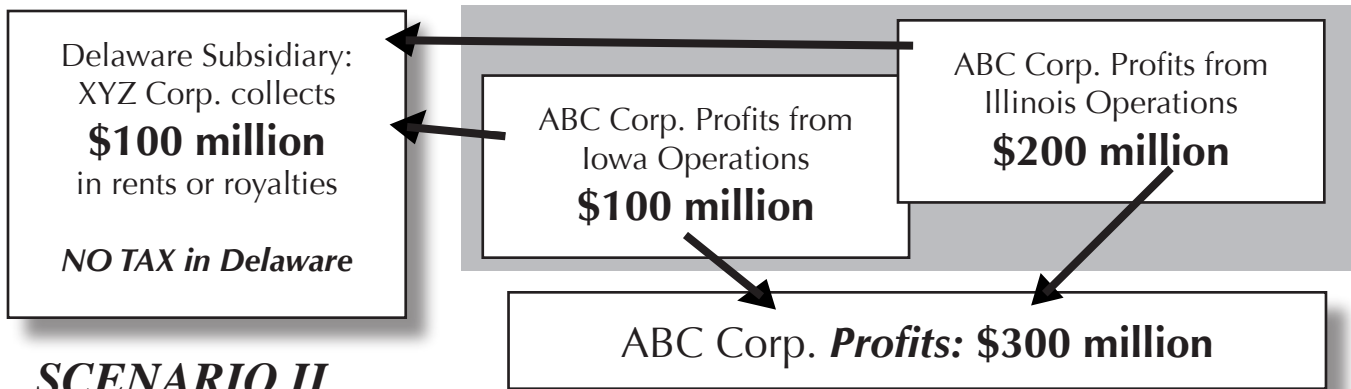 Delaware Subsidiary:
XYZ Corp. collects
$100 million
in rents or royalties
NO TAX in Delaware
ABC Corp. Profits from
Iowa Operations
$100 million
ABC Corp. Profits from
Illinois Operations
$200 million
ABC Corp. Profits: $300 million
SCENARIO II